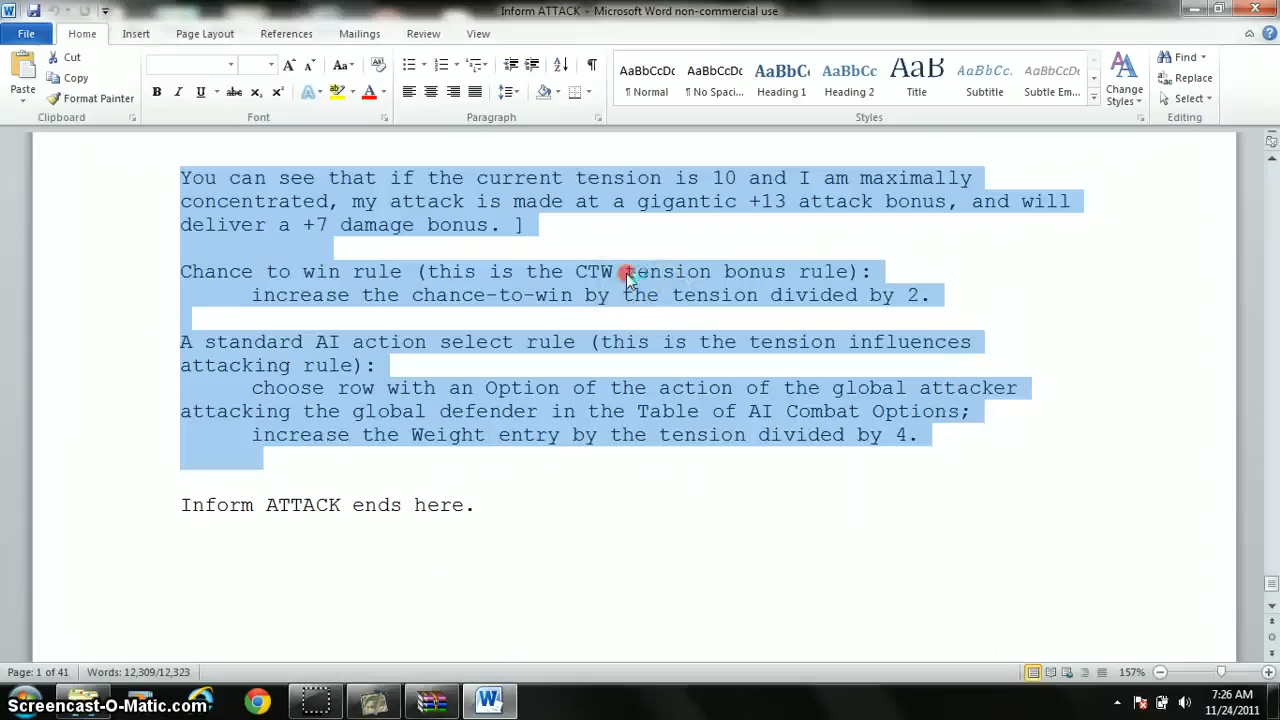 Inform ATTACK - Microsoft Word non-commercial use
File Home Insert Page Layout References Mailings Review View
Cut
Copy
Format Painter
Paste
Clipboard
Font
Paragraph
AaBbCcDc AaBbCcDc AaBbCc AaBbCc AaB AaBbCc. AaBbCcDc
¶ Normal ¶ No Spaci... Heading 1 Heading 2 Title Subtitle Subtle Em...
Change Styles
Styles
Find
Replace
Select
Editing
You can see that if the current tension is 10 and I am maximally
concentrated, my attack is made at a gigantic +13 attack bonus, and will
deliver a +7 damage bonus. ]
Chance to win rule (this is the CTW tension bonus rule):
increase the chance-to-win by the tension divided by 2.
A standard AI action select rule (this is the tension influences
attacking rule):
choose row with an Option of the action of the global attacker
attacking the global defender in the Table of AI Combat Options;
increase the Weight entry by the tension divided by 4.
Inform ATTACK ends here.
Page: 1 of 41 Words: 12,309/12,323 157%
Screencast-O-Matic.com
7:26 AM
11/24/2011